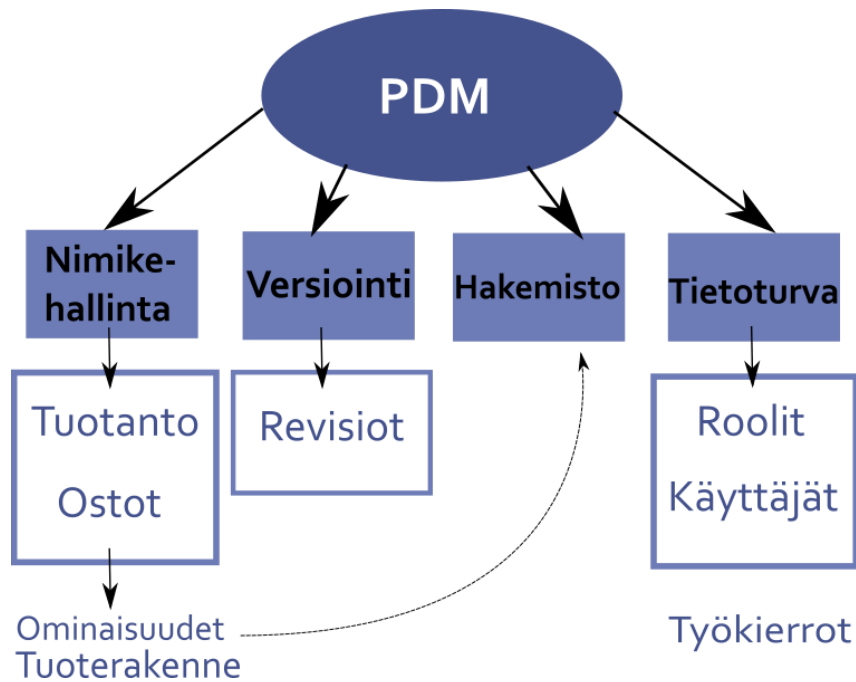 PDM
Nimike-
hallinta
Versiointi
Hakemisto
Tietoturva
Tuotanto
Ostot
Revisiot
Roolit
Käyttäjät
Ominaisuudet
Tuoterakenne
Työkierrot